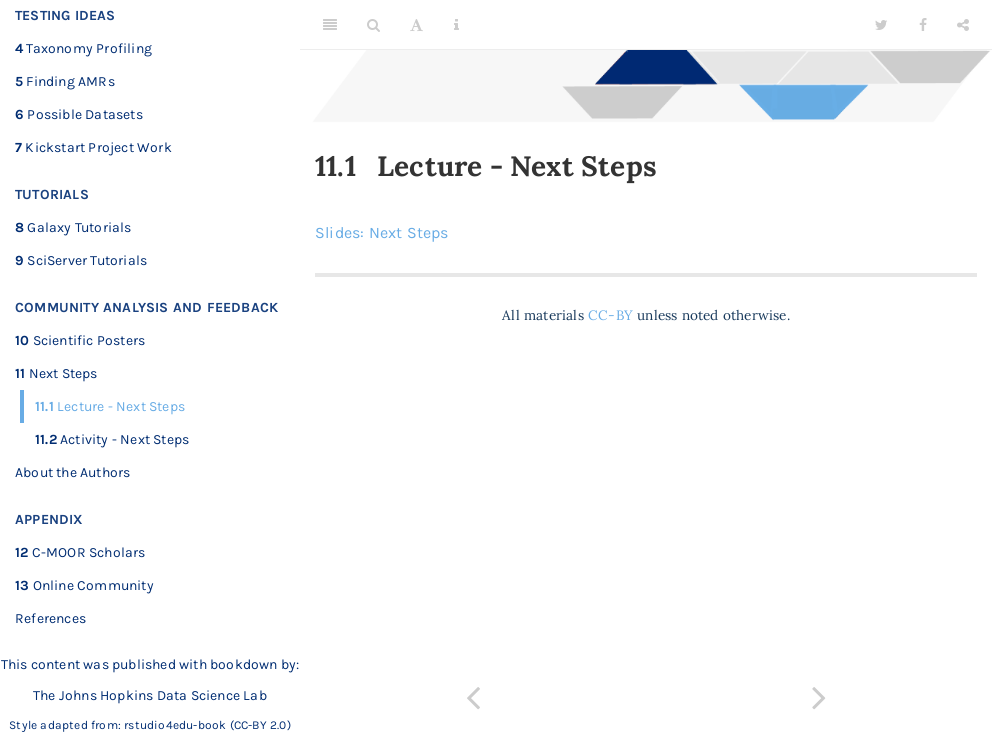 TESTING IDEAS
4 Taxonomy Profiling
5 Finding AMRs
6 Possible Datasets
7 Kickstart Project Work
TUTORIALS
8 Galaxy Tutorials
9 SciServer Tutorials
COMMUNITY ANALYSIS AND FEEDBACK
10 Scientific Posters
11 Next Steps
11.1 Lecture - Next Steps
11.2 Activity - Next Steps
About the Authors
APPENDIX
12 C-MOOR Scholars
13 Online Community
References
This content was published with bookdown by:
The Johns Hopkins Data Science Lab
Style adapted from: rstudio4edu-book (CC-BY 2.0)
A
11.1 Lecture - Next Steps
Slides: Next Steps
All materials CC-BY unless noted otherwise.